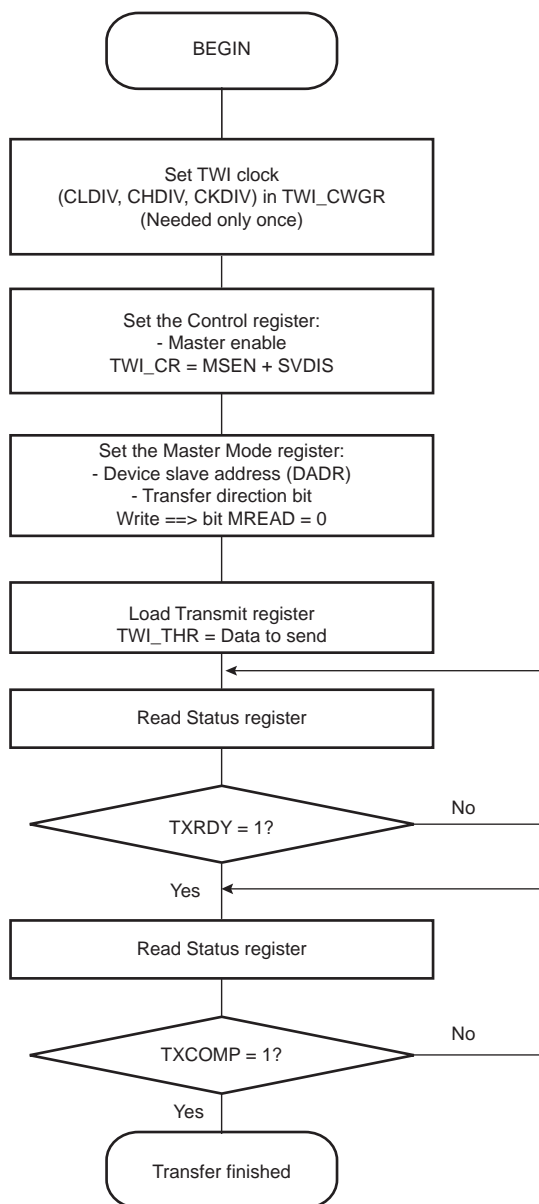 BEGIN
Set TWI clock
(CLDIV, CHDIV, CKDIV) in TWI_CWGR
(Needed only once)
Set the Control register:
- Master enable
TWI_CR = MSEN + SVDIS
Set the Master Mode register:
- Device slave address (DADR)
- Transfer direction bit
Write ==> bit MREAD = 0
Load Transmit register
TWI_THR = Data to send
Read Status register
TXRDY = 1?
No
Yes
Read Status register
TXCOMP = 1?
No
Yes
Transfer finished